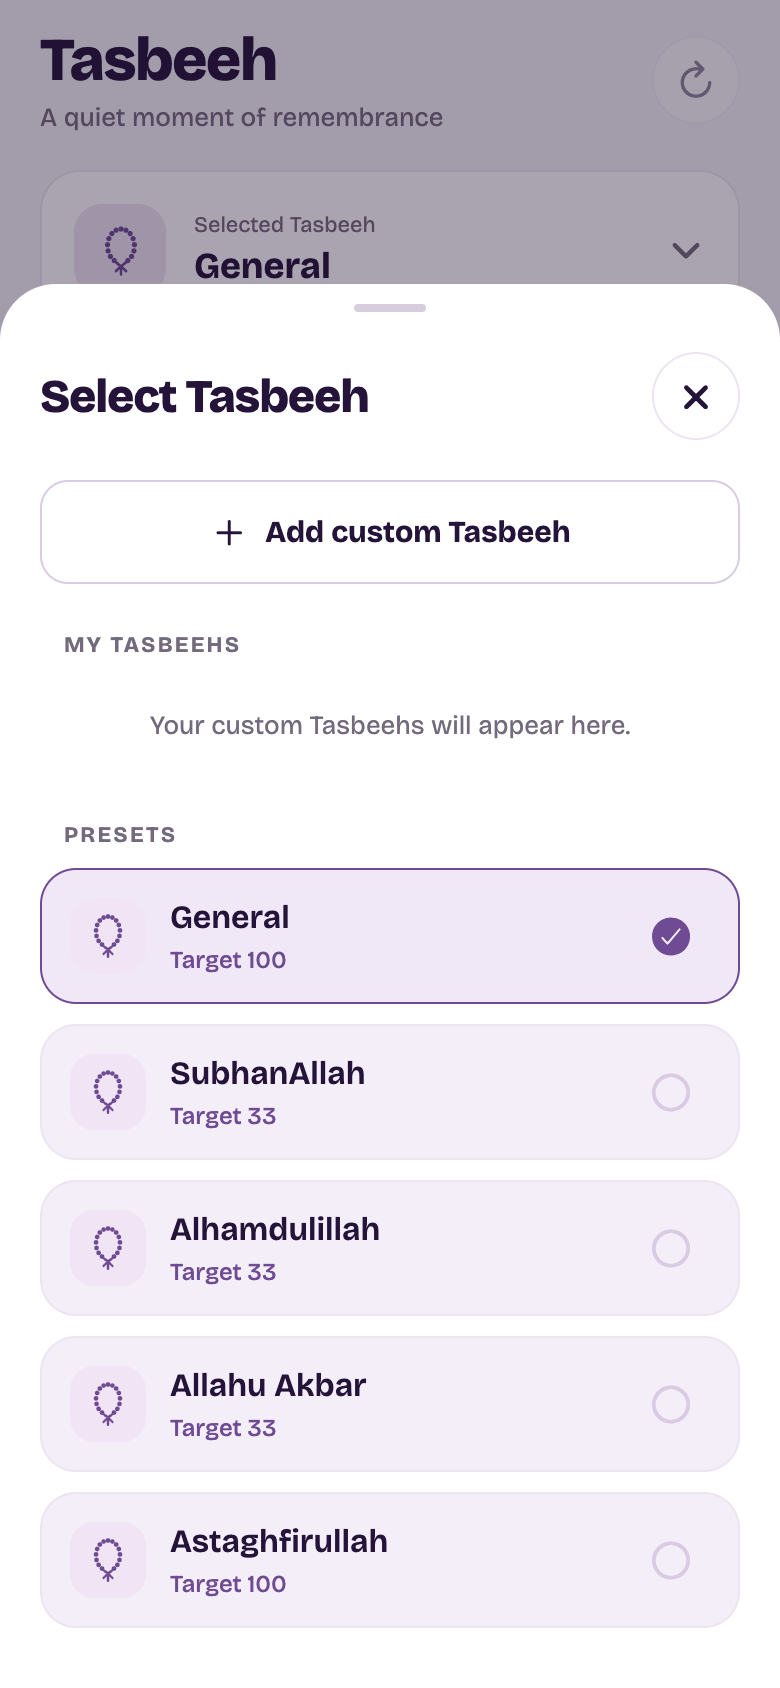 Tasbeeh
A quiet moment of remembrance
Selected Tasbeeh
General
Select Tasbeeh
Add custom Tasbeeh
MY TASBEEHS
Your custom Tasbeehs will appear here.
PRESETS
General
Target 100
SubhanAllah
Target 33
Alhamdulillah
Target 33
Allahu Akbar
Target 33
Astaghfirullah
Target 100